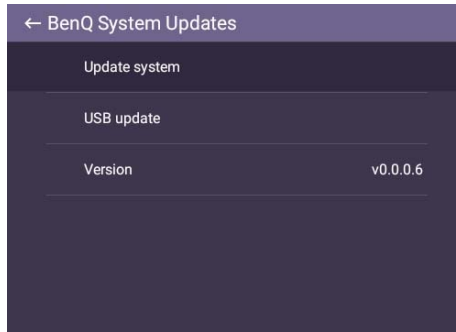 ← BenQ System Updates
Update system
USB update
Version v0.0.0.6